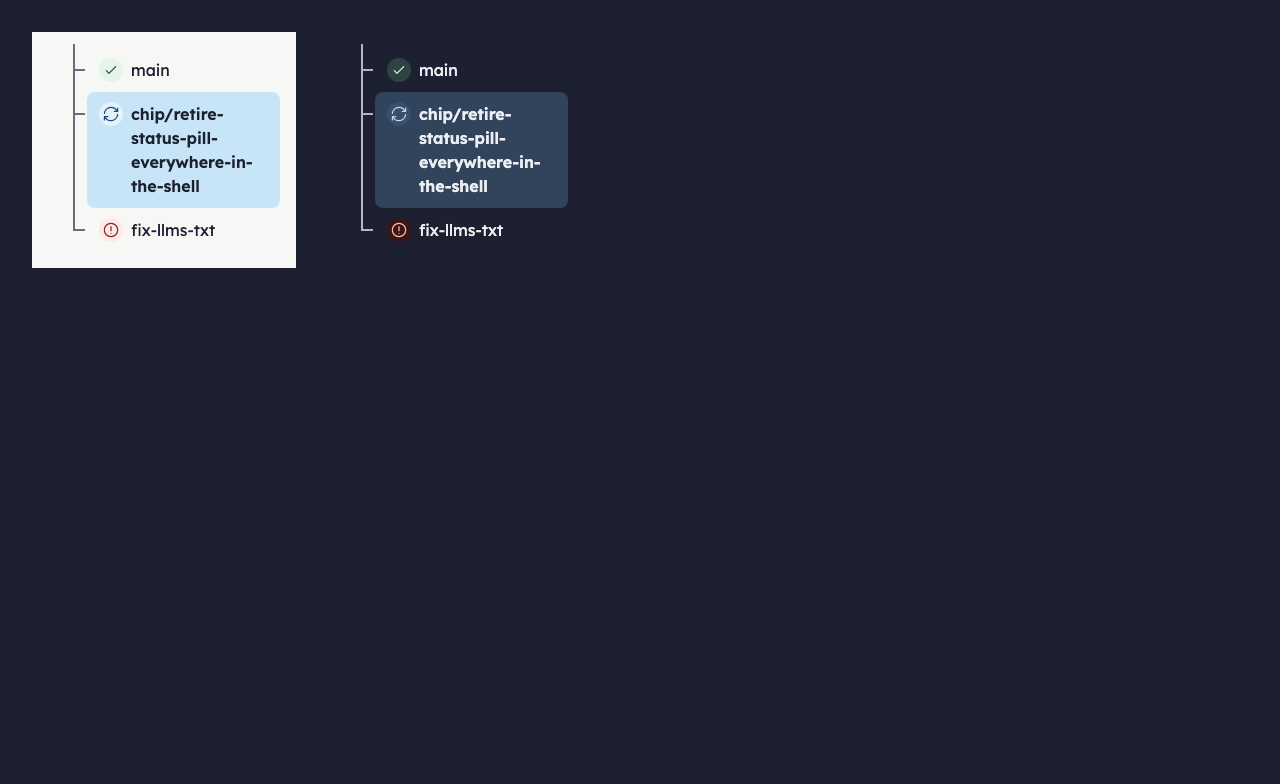 main
chip/retire-
status-pill-
everywhere-in-
the-shell
fix-llms-txt
main
chip/retire-
status-pill-
everywhere-in-
the-shell
fix-llms-txt